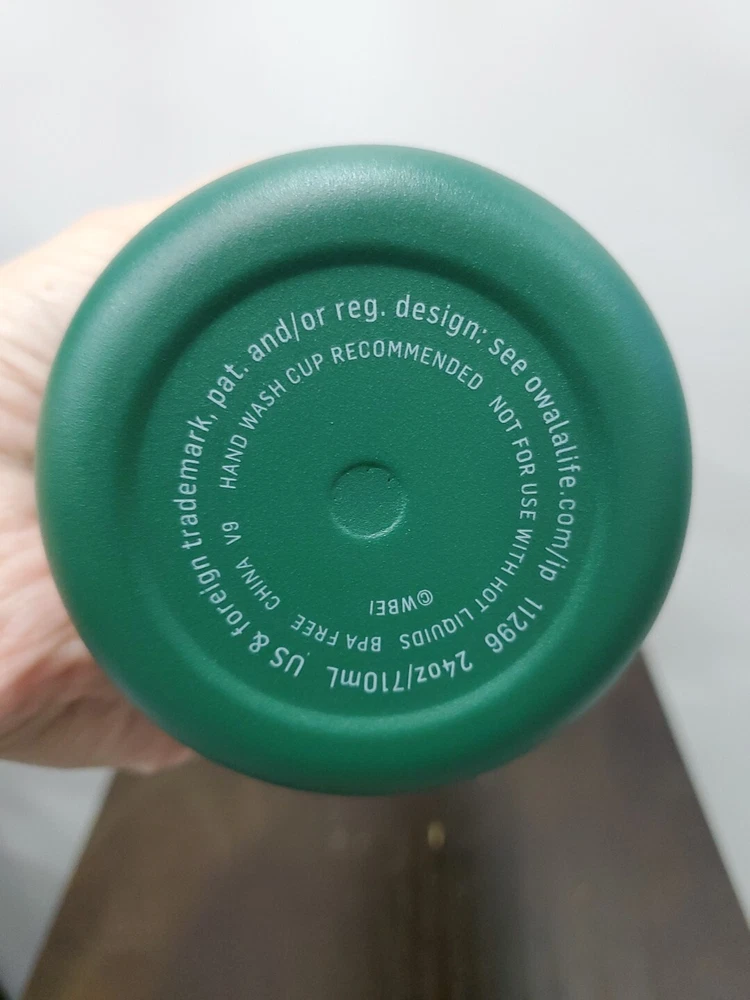 US & foreign trademark, pat. and/or reg. design: see owalalife.com/ip 11296 24oz/710mL
HAND WASH CUP RECOMMENDED NOT FOR USE WITH HOT LIQUIDS BPA FREE CHINA V9
©WBEI